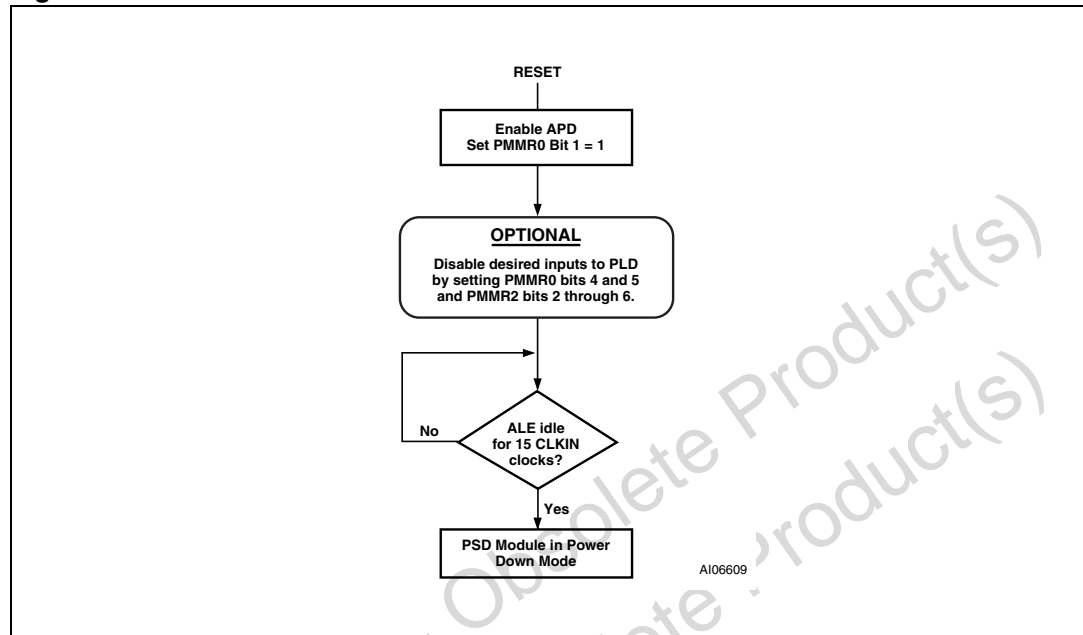 RESET
Enable APD
Set PMMR0 Bit 1 = 1
OPTIONAL
Disable desired inputs to PLD
by setting PMMR0 bits 4 and 5
and PMMR2 bits 2 through 6.
No
ALE idle
for 15 CLKIN
clocks?
Yes
PSD Module in Power
Down Mode
AI06609
Obsolete Product(s)
Product(s)